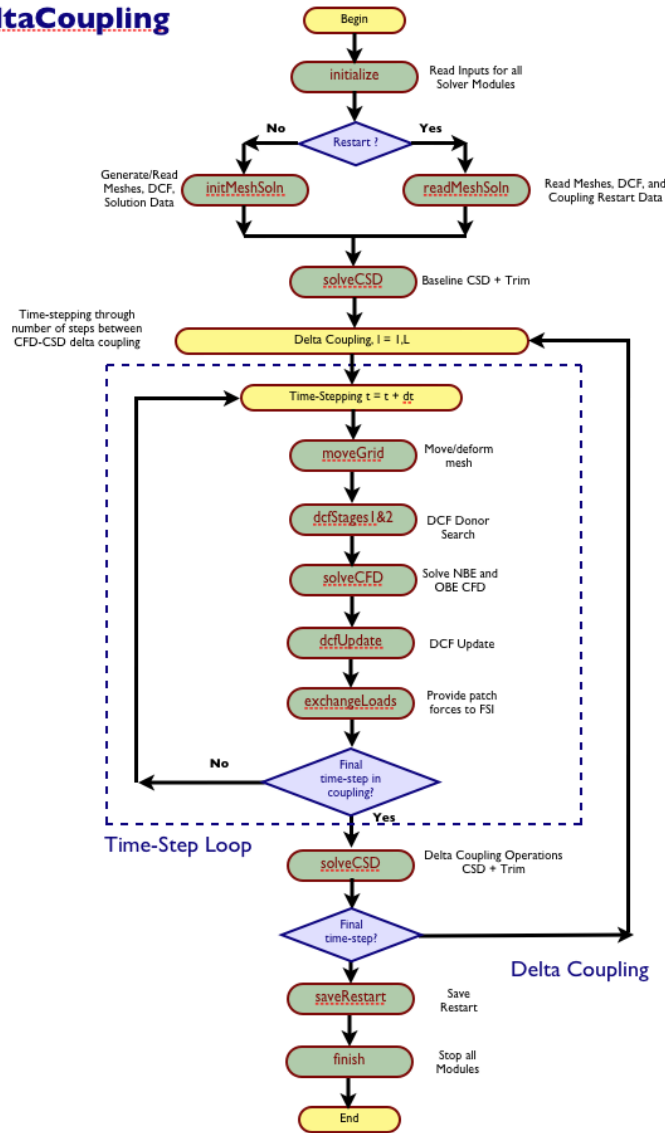 ltaCoupling
Begin
initialize
Read Inputs for all
Solver Modules
No
Yes
Restart ?
Generate/Read
Meshes, DCF,
Solution Data
initMeshSoln
readMeshSoln
Read Meshes, DCF, and
Coupling Restart Data
solveCSD
Baseline CSD + Trim
Time-stepping through
number of steps between
CFD-CSD delta coupling
Delta Coupling, l = 1,L
Time-Stepping t = t + dt
moveGrid
Move/deform
mesh
dcfStages1&2
DCF Donor
Search
solveCFD
Solve NBE and
OBE CFD
dcfUpdate
DCF Update
exchangeLoads
Provide patch
forces to FSI
No
Final
time-step in
coupling?
Yes
Time-Step Loop
solveCSD
Delta Coupling Operations
CSD + Trim
Final
time-step?
Delta Coupling
saveRestart
Save
Restart
finish
Stop all
Modules
End